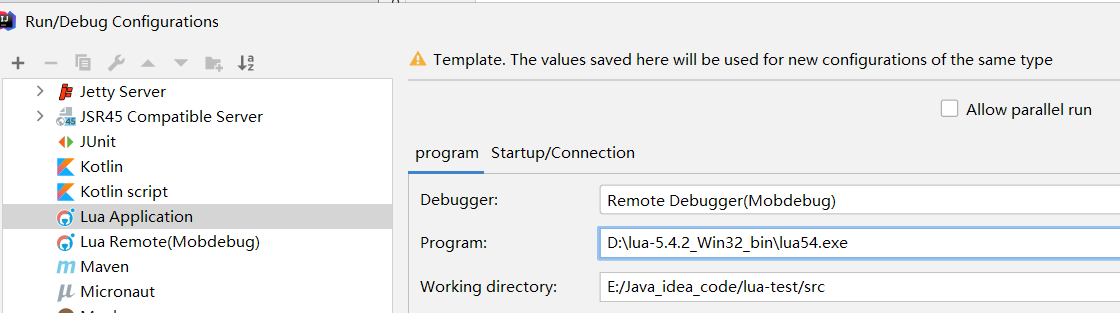 Run/Debug Configurations
Template. The values saved here will be used for new configurations of the same type
Jetty Server
JSR45 Compatible Server
JUnit
Kotlin
Kotlin script
Lua Application
Lua Remote(Mobdebug)
Maven
Micronaut
Allow parallel run
program Startup/Connection
Debugger: Remote Debugger(Mobdebug)
Program: D:\lua-5.4.2_Win32_bin\lua54.exe
Working directory: E:/Java_idea_code/lua-test/src